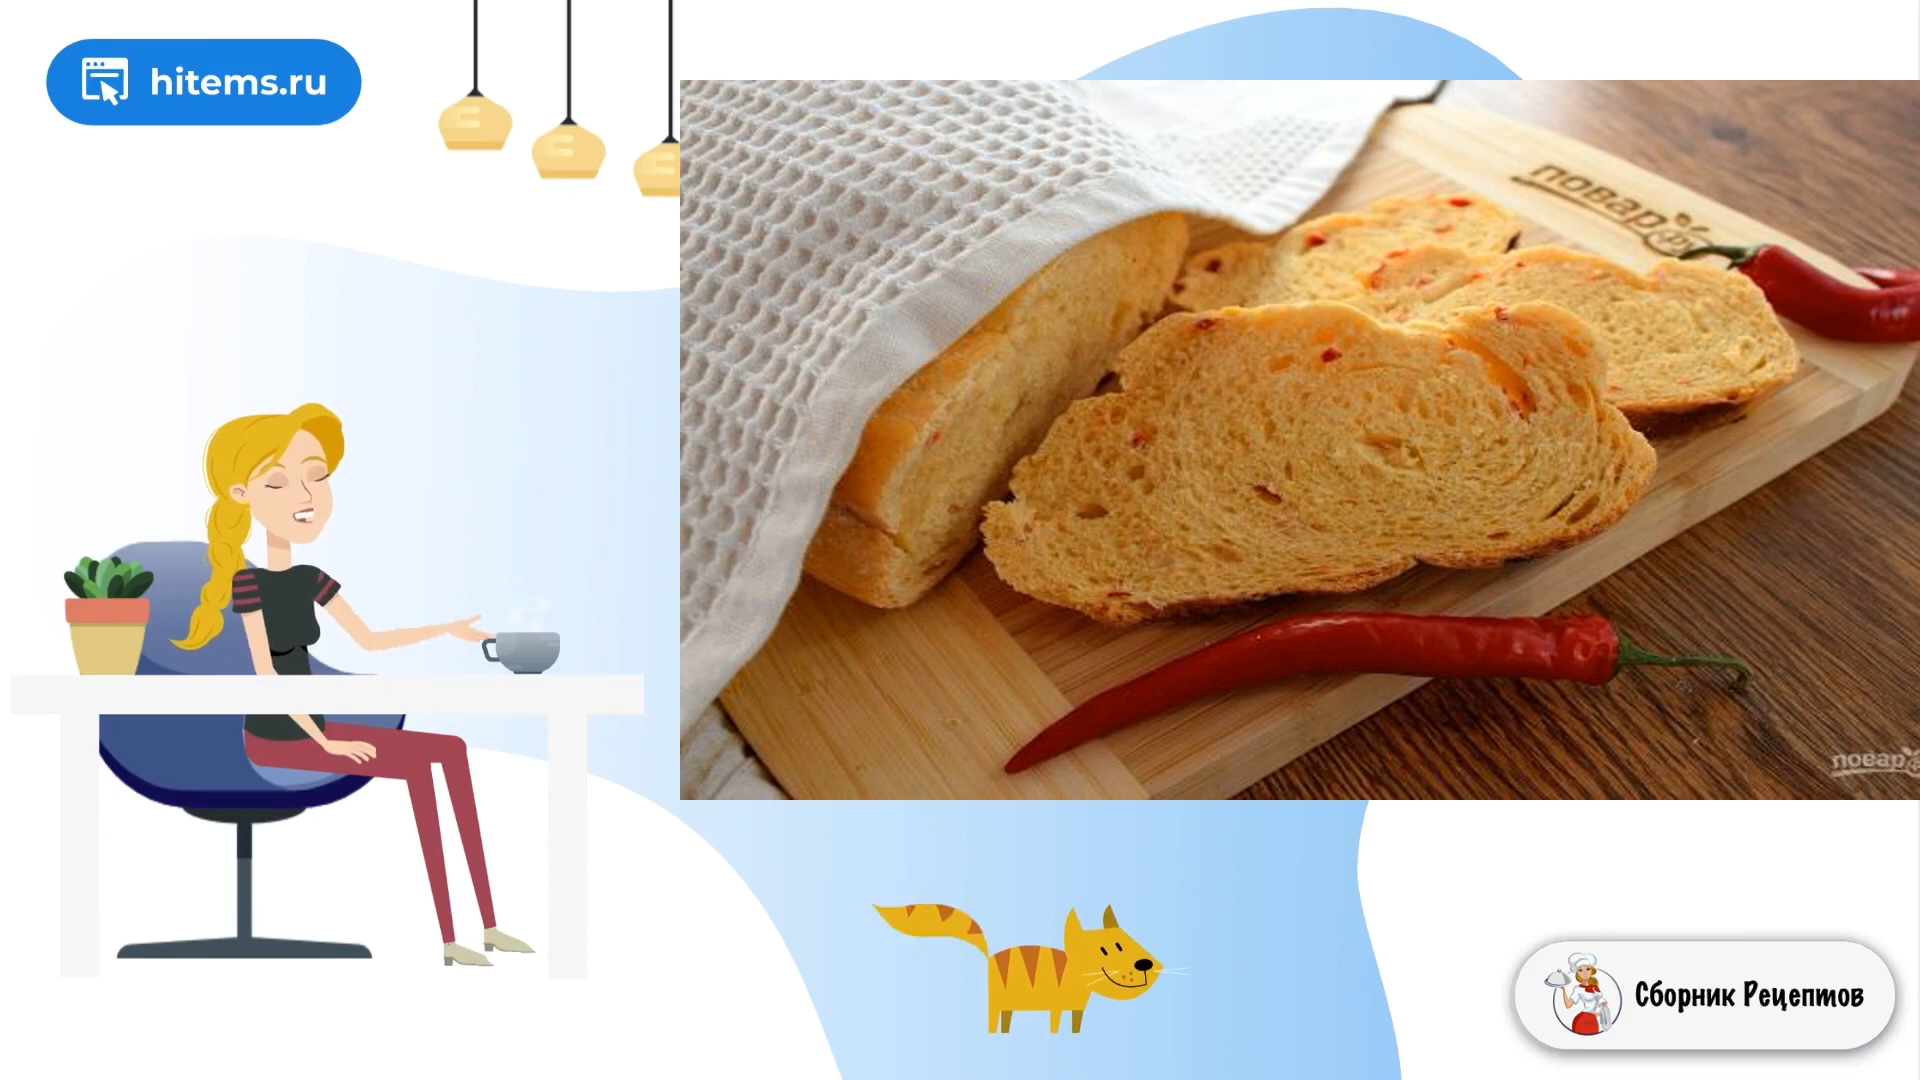 hitems.ru
повар
повар
Сборник Рецептов